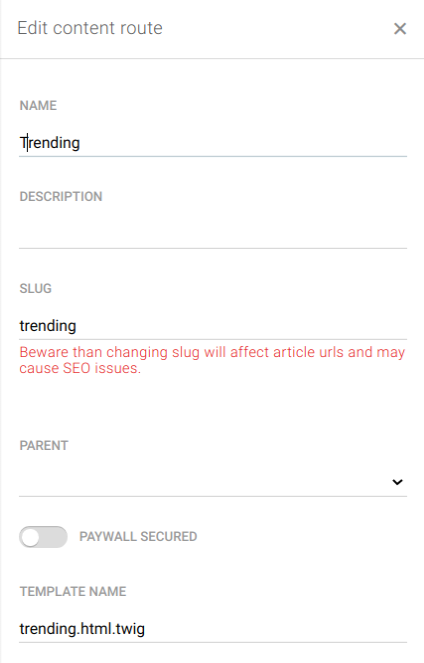 Edit content route
NAME
Trending
DESCRIPTION
SLUG
trending
Beware than changing slug will affect article urls and may
cause SEO issues.
PARENT
PAYWALL SECURED
TEMPLATE NAME
trending.html.twig